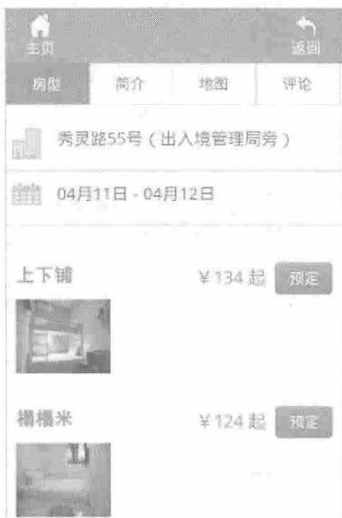 主页 返回
房型 简介 地图 评论
秀灵路55号（出入境管理局旁）
04月11日 - 04月12日
上下铺 ￥134 起 预定
榻榻米 ￥124 起 预定